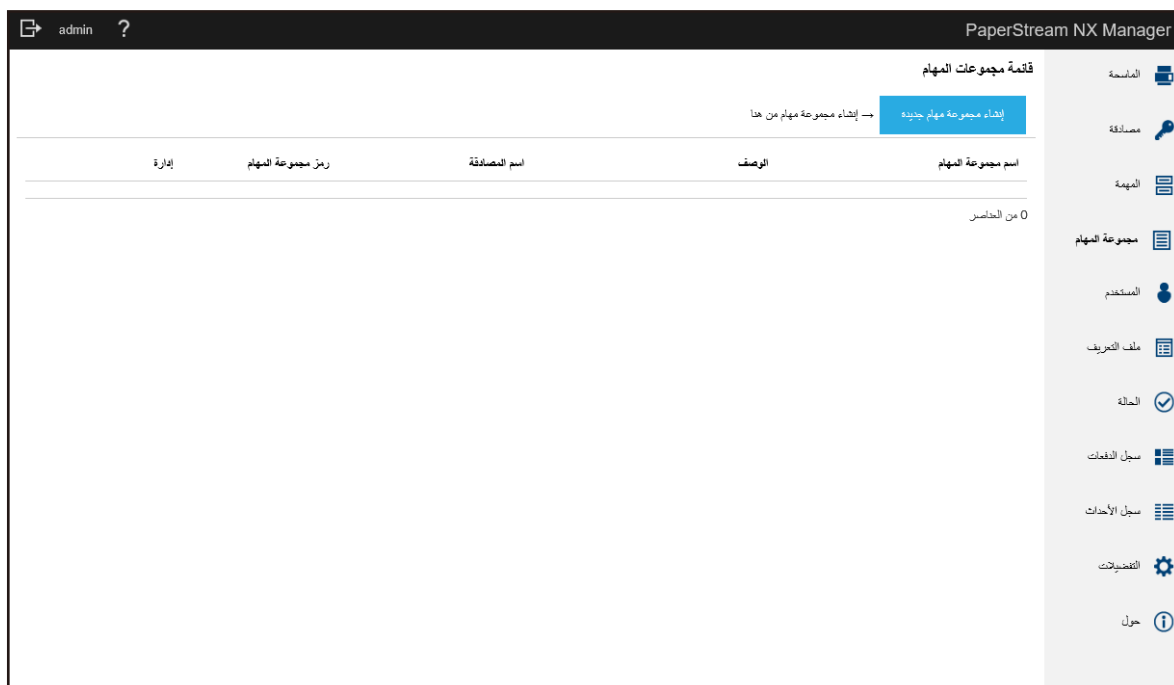 PaperStream NX Manager
? admin
الماسحة
مصادقة
المهمة
مجموعة المهام
المستخدم
ملف التعريف
الحالة
سجل الدفعات
سجل الأحداث
التفضيلات
حول
قائمة مجموعات المهام
إنشاء مجموعة مهام جديدة
→ إنشاء مجموعة مهام من هنا
اسم مجموعة المهام الوصف اسم المصادقة رمز مجموعة المهام إدارة
0 من العناصر